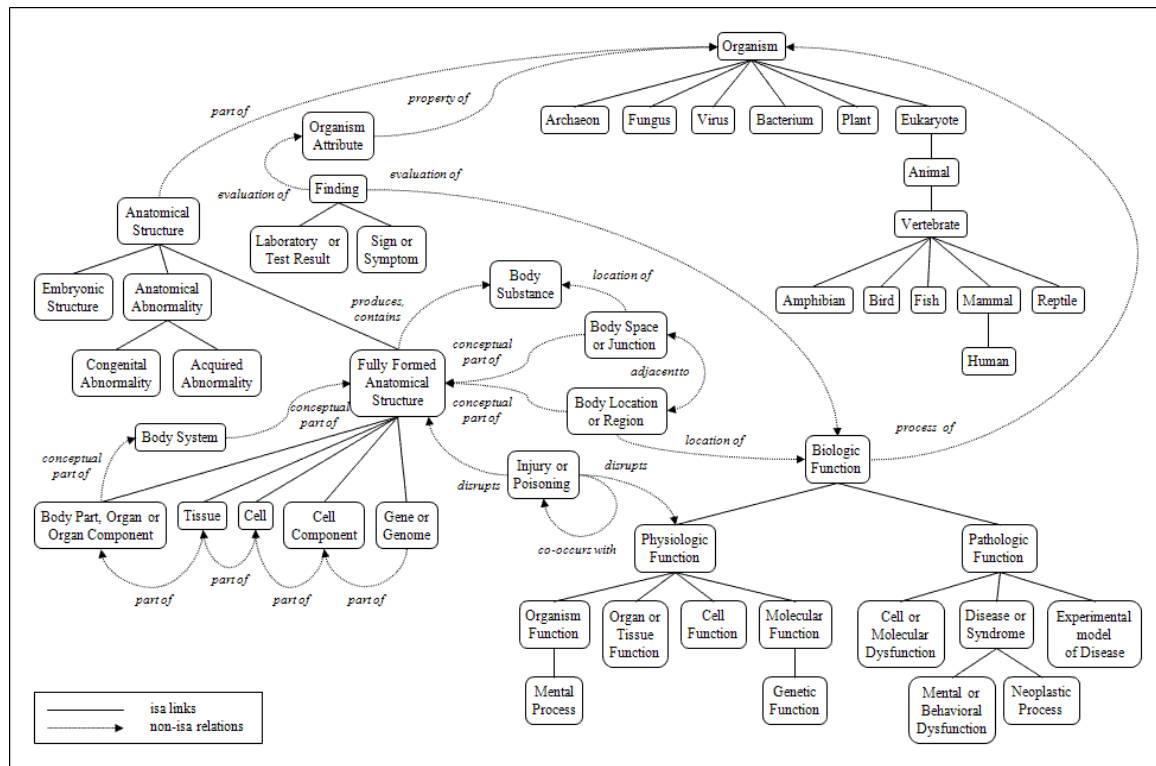 Organism
part of
property of
Archaeon
Fungus
Virus
Bacterium
Plant
Eukaryote
Organism
Attribute
evaluation of
evaluation of
Finding
Animal
Anatomical
Structure
Vertebrate
Laboratory or
Test Result
Sign or
Symptom
Embryonic
Structure
Anatomical
Abnormality
Body
Substance
location of
Amphibian
Bird
Fish
Mammal
Reptile
produces,
contains
Body Space
or Junction
Congenital
Abnormality
Acquired
Abnormality
Fully Formed
Anatomical
Structure
conceptual
part of
adjacent to
Human
conceptual
part of
Body Location
or Region
conceptual
part of
Body System
location of
process of
Biologic
Function
conceptual
part of
disrupts
Injury or
Poisoning
disrupts
Body Part, Organ or
Organ Component
Tissue
Cell
Cell
Component
Gene or
Genome
co-occurs with
Physiologic
Function
Pathologic
Function
part of
part of
part of
part of
Organism
Function
Organ or
Tissue
Function
Cell
Function
Molecular
Function
Cell or
Molecular
Dysfunction
Disease or
Syndrome
Experimental
model
of Disease
Mental
Process
Genetic
Function
Mental or
Behavioral
Dysfunction
Neoplastic
Process
isa links
non-isa relations